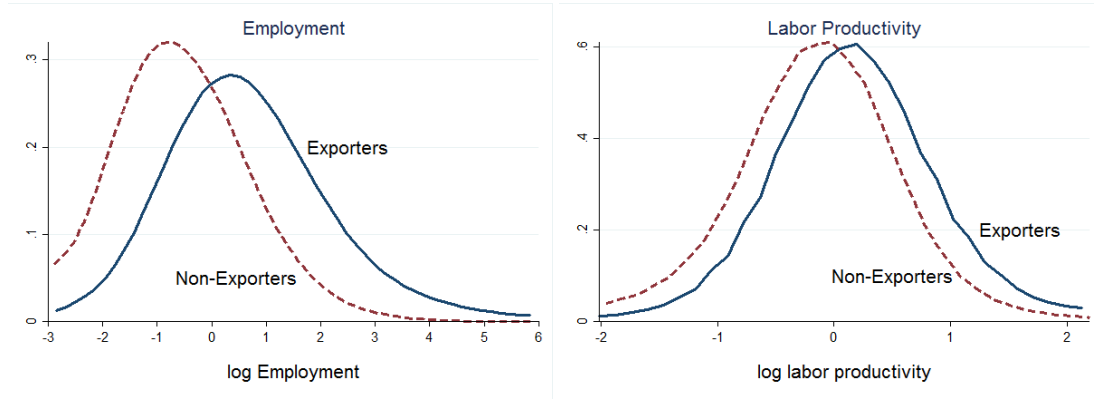 Employment
.3
.2
.1
0
Exporters
Non-Exporters
-3 -2 -1 0 1 2 3 4 5 6
log Employment
Labor Productivity
.6
.4
.2
0
Exporters
Non-Exporters
-2 -1 0 1 2
log labor productivity